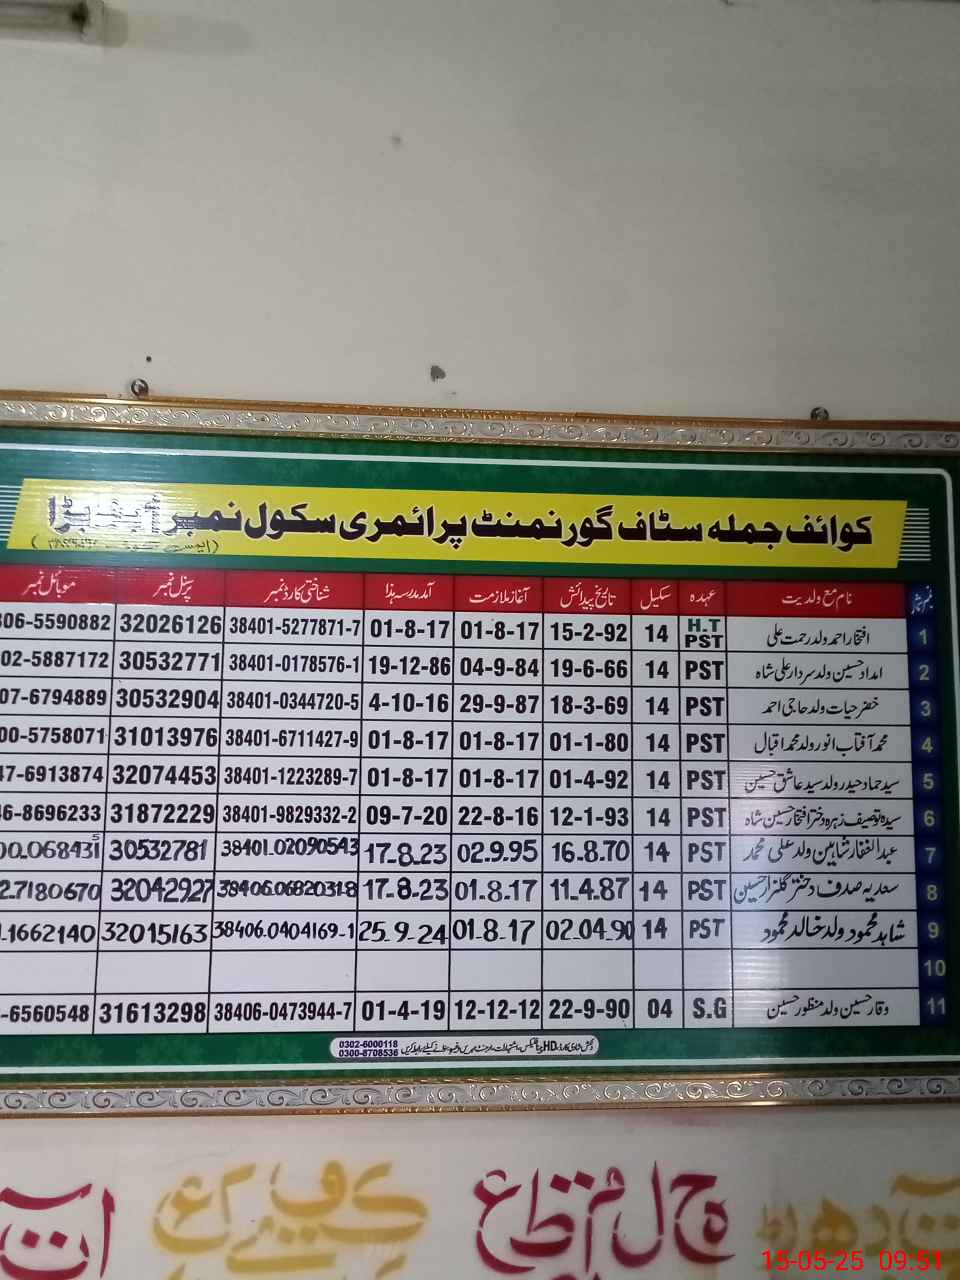 کوائف جملہ سٹاف گورنمنٹ پرائمری سکول نمبر
نمبر شمار نام مع ولدیت عہدہ سکیل تاریخ پیدائش آغاز ملازمت آمد مدرسہ ہذا شناختی کارڈ نمبر پرسنل نمبر موبائل نمبر
1 افتخار احمد ولد رحمت علی H.T PST 14 15-2-92 01-8-17 01-8-17 38401-5277871-7 32026126 306-5590882
2 امداد حسین ولد سردار علی شاہ PST 14 19-6-66 04-9-84 19-12-86 38401-0178576-1 30532771 02-5887172
3 خضر حیات ولد حاجی احمد PST 14 18-3-69 29-9-87 4-10-16 38401-0344720-5 30532904 07-6794889
4 محمد آفتاب انور ولد محمد اقبال PST 14 01-1-80 01-8-17 01-8-17 38401-6711427-9 31013976 00-5758071
5 سید حماد حیدر ولد سید عاشق حسین PST 14 01-4-92 01-8-17 01-8-17 38401-1223289-7 32074453 47-6913874
6 سیدہ توصیف زہرہ دختر افتخار حسین شاہ PST 14 12-1-93 22-8-16 09-7-20 38401-9829332-2 31872229 46-8696233
7 عبدالغفار شاہین ولد علی محمد PST 14 16.8.70 02.9.95 17.8.23 38401.02090543 30532781 00.068431 5
8 سعدیہ صدف دختر گلزار حسین PST 14 11.4.87 01.8.17 17.8.23 38406.06820318 32042927 2.7180670
9 شاہد محمود ولد خالد محمود PST 14 02.04.90 01.8.17 25.9.24 38406.0404169-1 32015163 .1662140
10
11 وقار حسین ولد منظور حسین S.G 04 22-9-90 12-12-12 01-4-19 38406-0473944-7 31613298 -6560548
0302-6000118
0300-8708536
ج ل ط ع
ف ک ے
ا ت
15-05-25 09:51